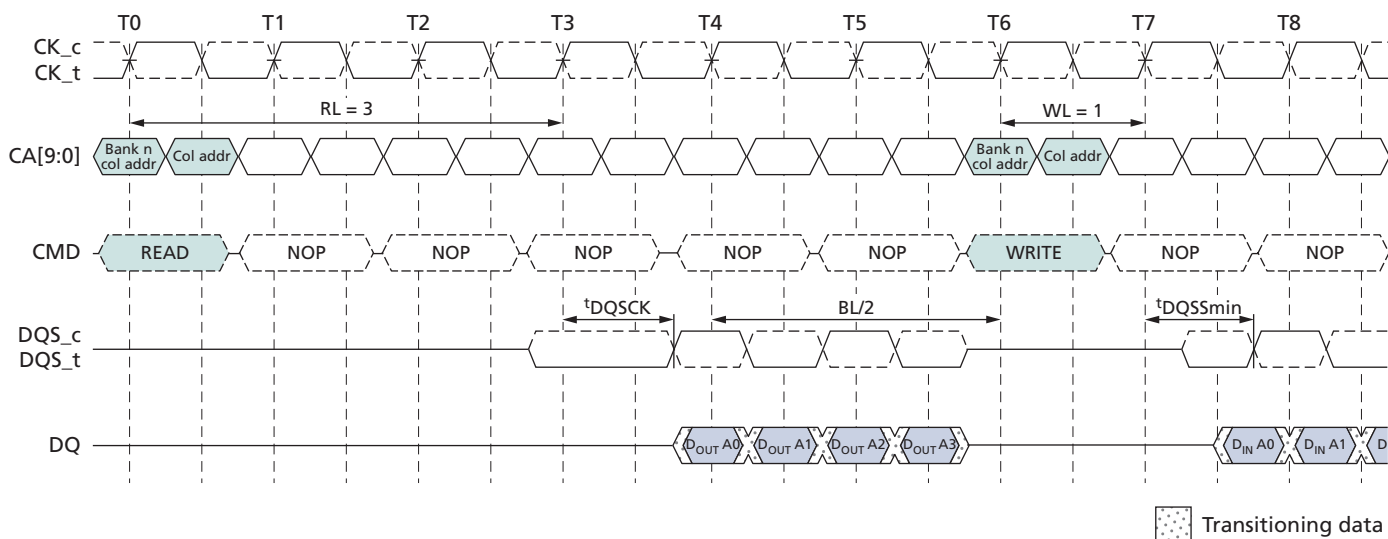 T0 T1 T2 T3 T4 T5 T6 T7 T8
CK_c
CK_t
RL = 3 WL = 1
CA[9:0] Bank n col addr Col addr Bank n col addr Col addr
CMD READ NOP NOP NOP NOP NOP WRITE NOP NOP
tDQSCK BL/2 tDQSSmin
DQS_c
DQS_t
DQ DOUT A0 DOUT A1 DOUT A2 DOUT A3 DIN A0 DIN A1 D
Transitioning data